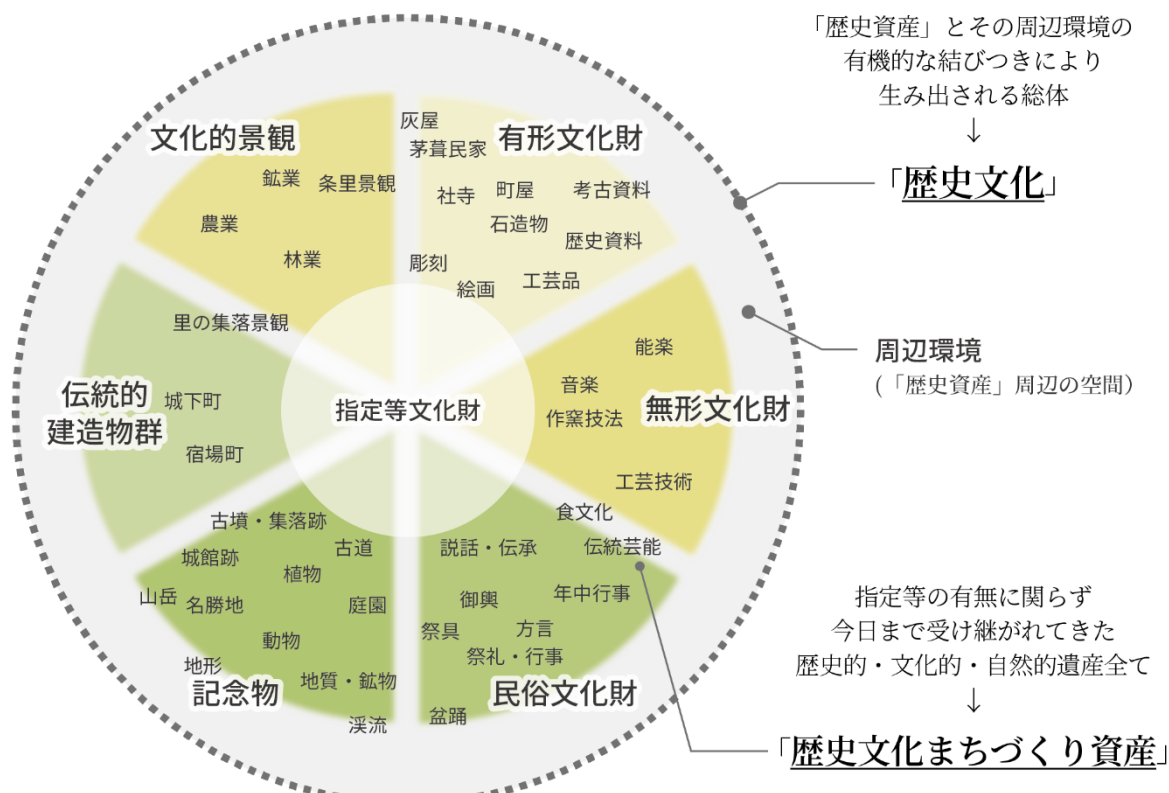 「歴史資産」とその周辺環境の
有機的な結びつきにより
生み出される総体
↓
「歴史文化」
周辺環境
(「歴史資産」周辺の空間)
指定等の有無に関らず
今日まで受け継がれてきた
歴史的・文化的・自然的遺産全て
↓
「歴史文化まちづくり資産」
文化的景観
鉱業
条里景観
農業
林業
有形文化財
灰屋
茅葺民家
社寺
町屋
考古資料
石造物
歴史資料
彫刻
絵画
工芸品
無形文化財
能楽
音楽
作窯技法
工芸技術
指定等文化財
伝統的
建造物群
里の集落景観
城下町
宿場町
記念物
古墳・集落跡
城館跡
古道
植物
山岳
名勝地
庭園
動物
地形
地質・鉱物
渓流
民俗文化財
食文化
説話・伝承
伝統芸能
御輿
年中行事
祭具
方言
祭礼・行事
盆踊